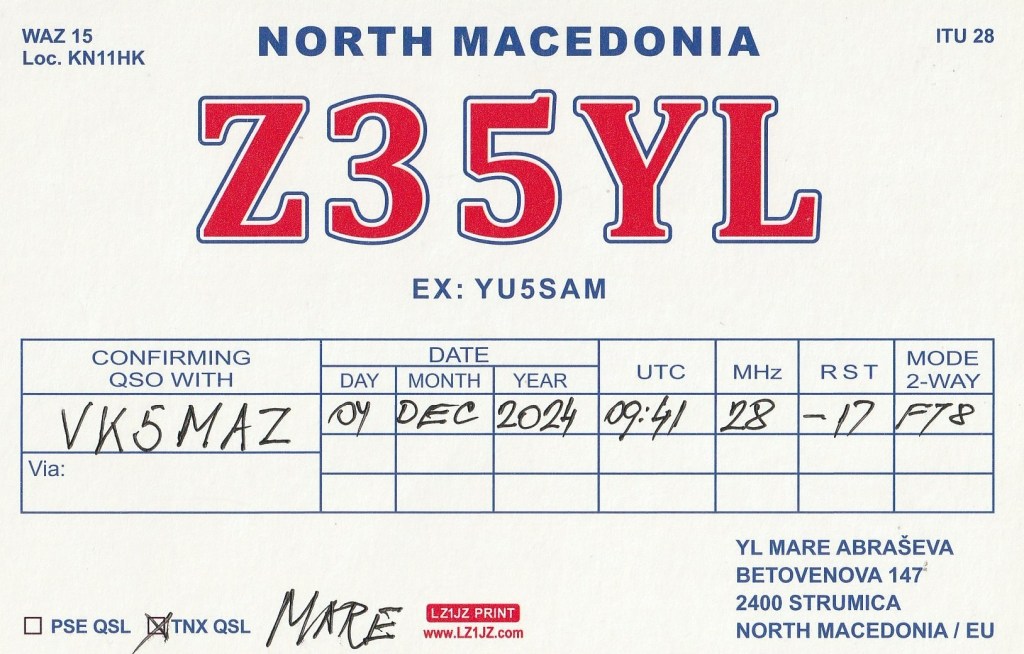 WAZ 15
Loc. KN11HK
NORTH MACEDONIA
ITU 28
Z35YL
EX: YU5SAM
CONFIRMING
QSO WITH
DATE
DAY MONTH YEAR
UTC
MHz
RST
MODE
2-WAY
VK5MAZ 04 DEC 2024 09:41 28 -17 FT8
Via:
YL MARE ABRAŠEVA
BETOVENOVA 147
2400 STRUMICA
NORTH MACEDONIA / EU
PSE QSL TNX QSL MARE
LZ1JZ PRINT
www.LZ1JZ.com